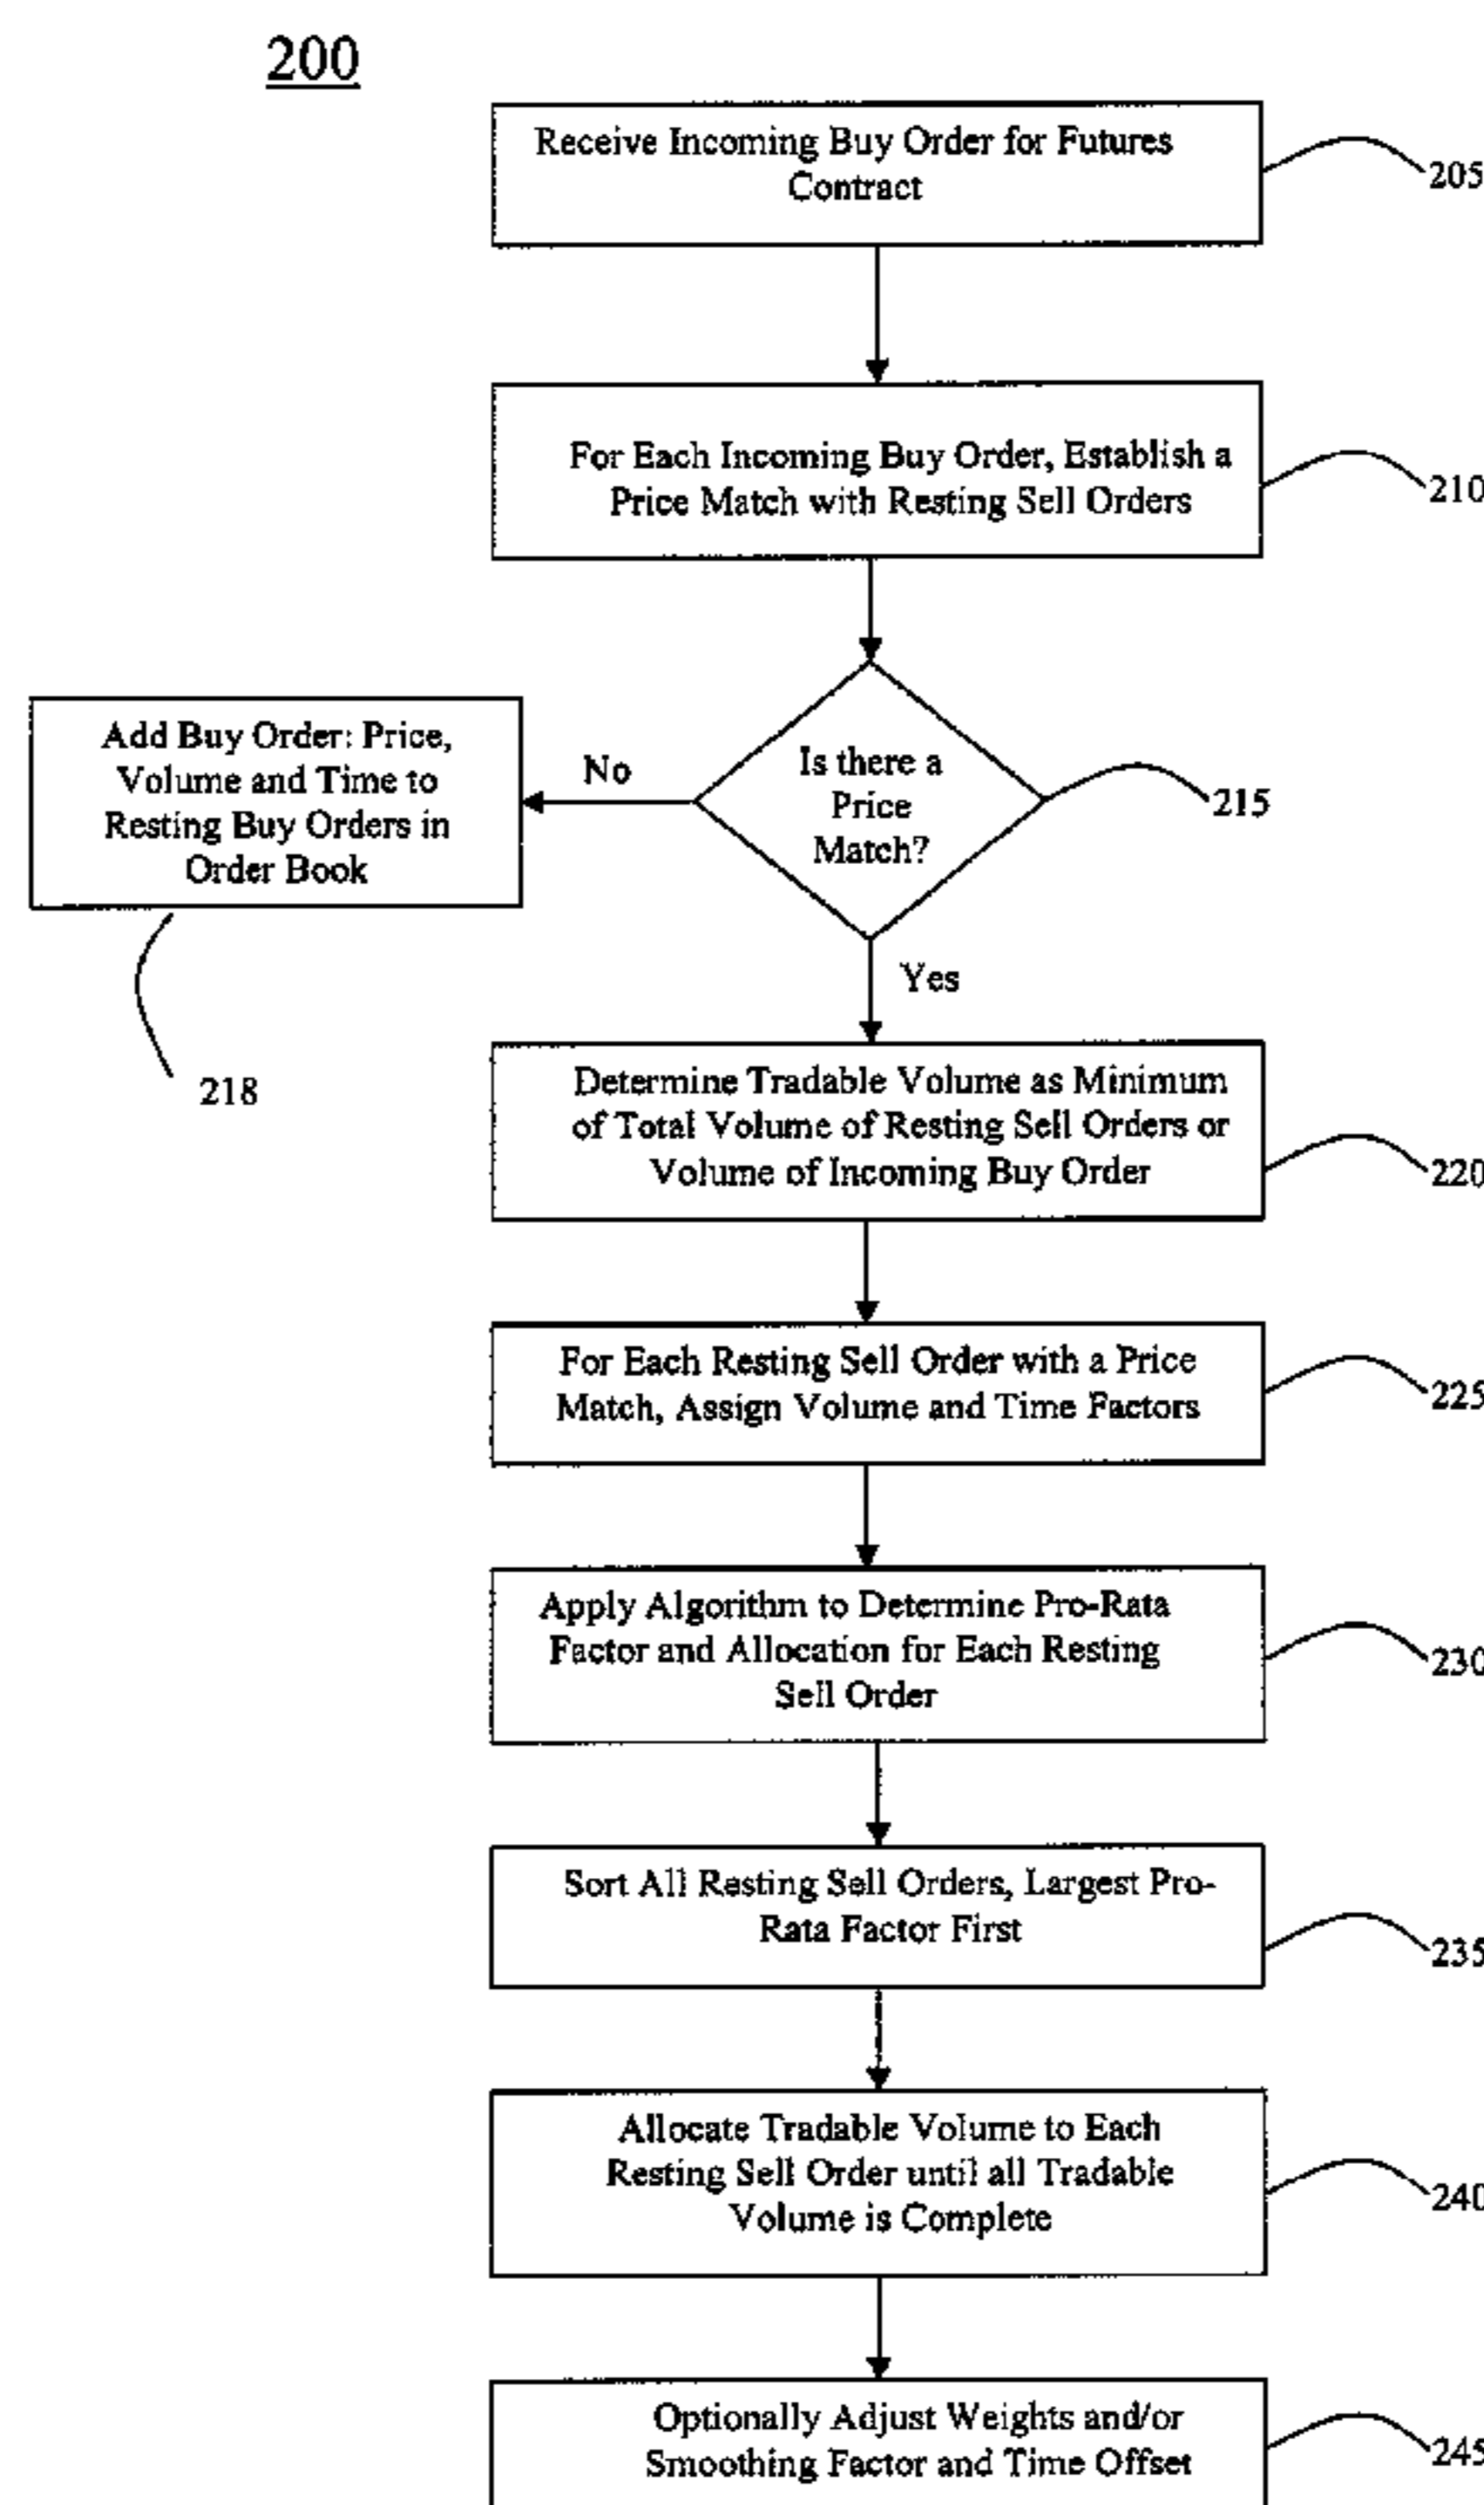 200
Receive Incoming Buy Order for Futures
Contract
205
For Each Incoming Buy Order, Establish a
Price Match with Resting Sell Orders
210
Is there a
Price
Match?
215
No
Add Buy Order: Price,
Volume and Time to
Resting Buy Orders in
Order Book
218
Yes
Determine Tradable Volume as Minimum
of Total Volume of Resting Sell Orders or
Volume of Incoming Buy Order
220
For Each Resting Sell Order with a Price
Match, Assign Volume and Time Factors
225
Apply Algorithm to Determine Pro-Rata
Factor and Allocation for Each Resting
Sell Order
230
Sort All Resting Sell Orders, Largest Pro-
Rata Factor First
235
Allocate Tradable Volume to Each
Resting Sell Order until all Tradable
Volume is Complete
240
Optionally Adjust Weights and/or
Smoothing Factor and Time Offset
245